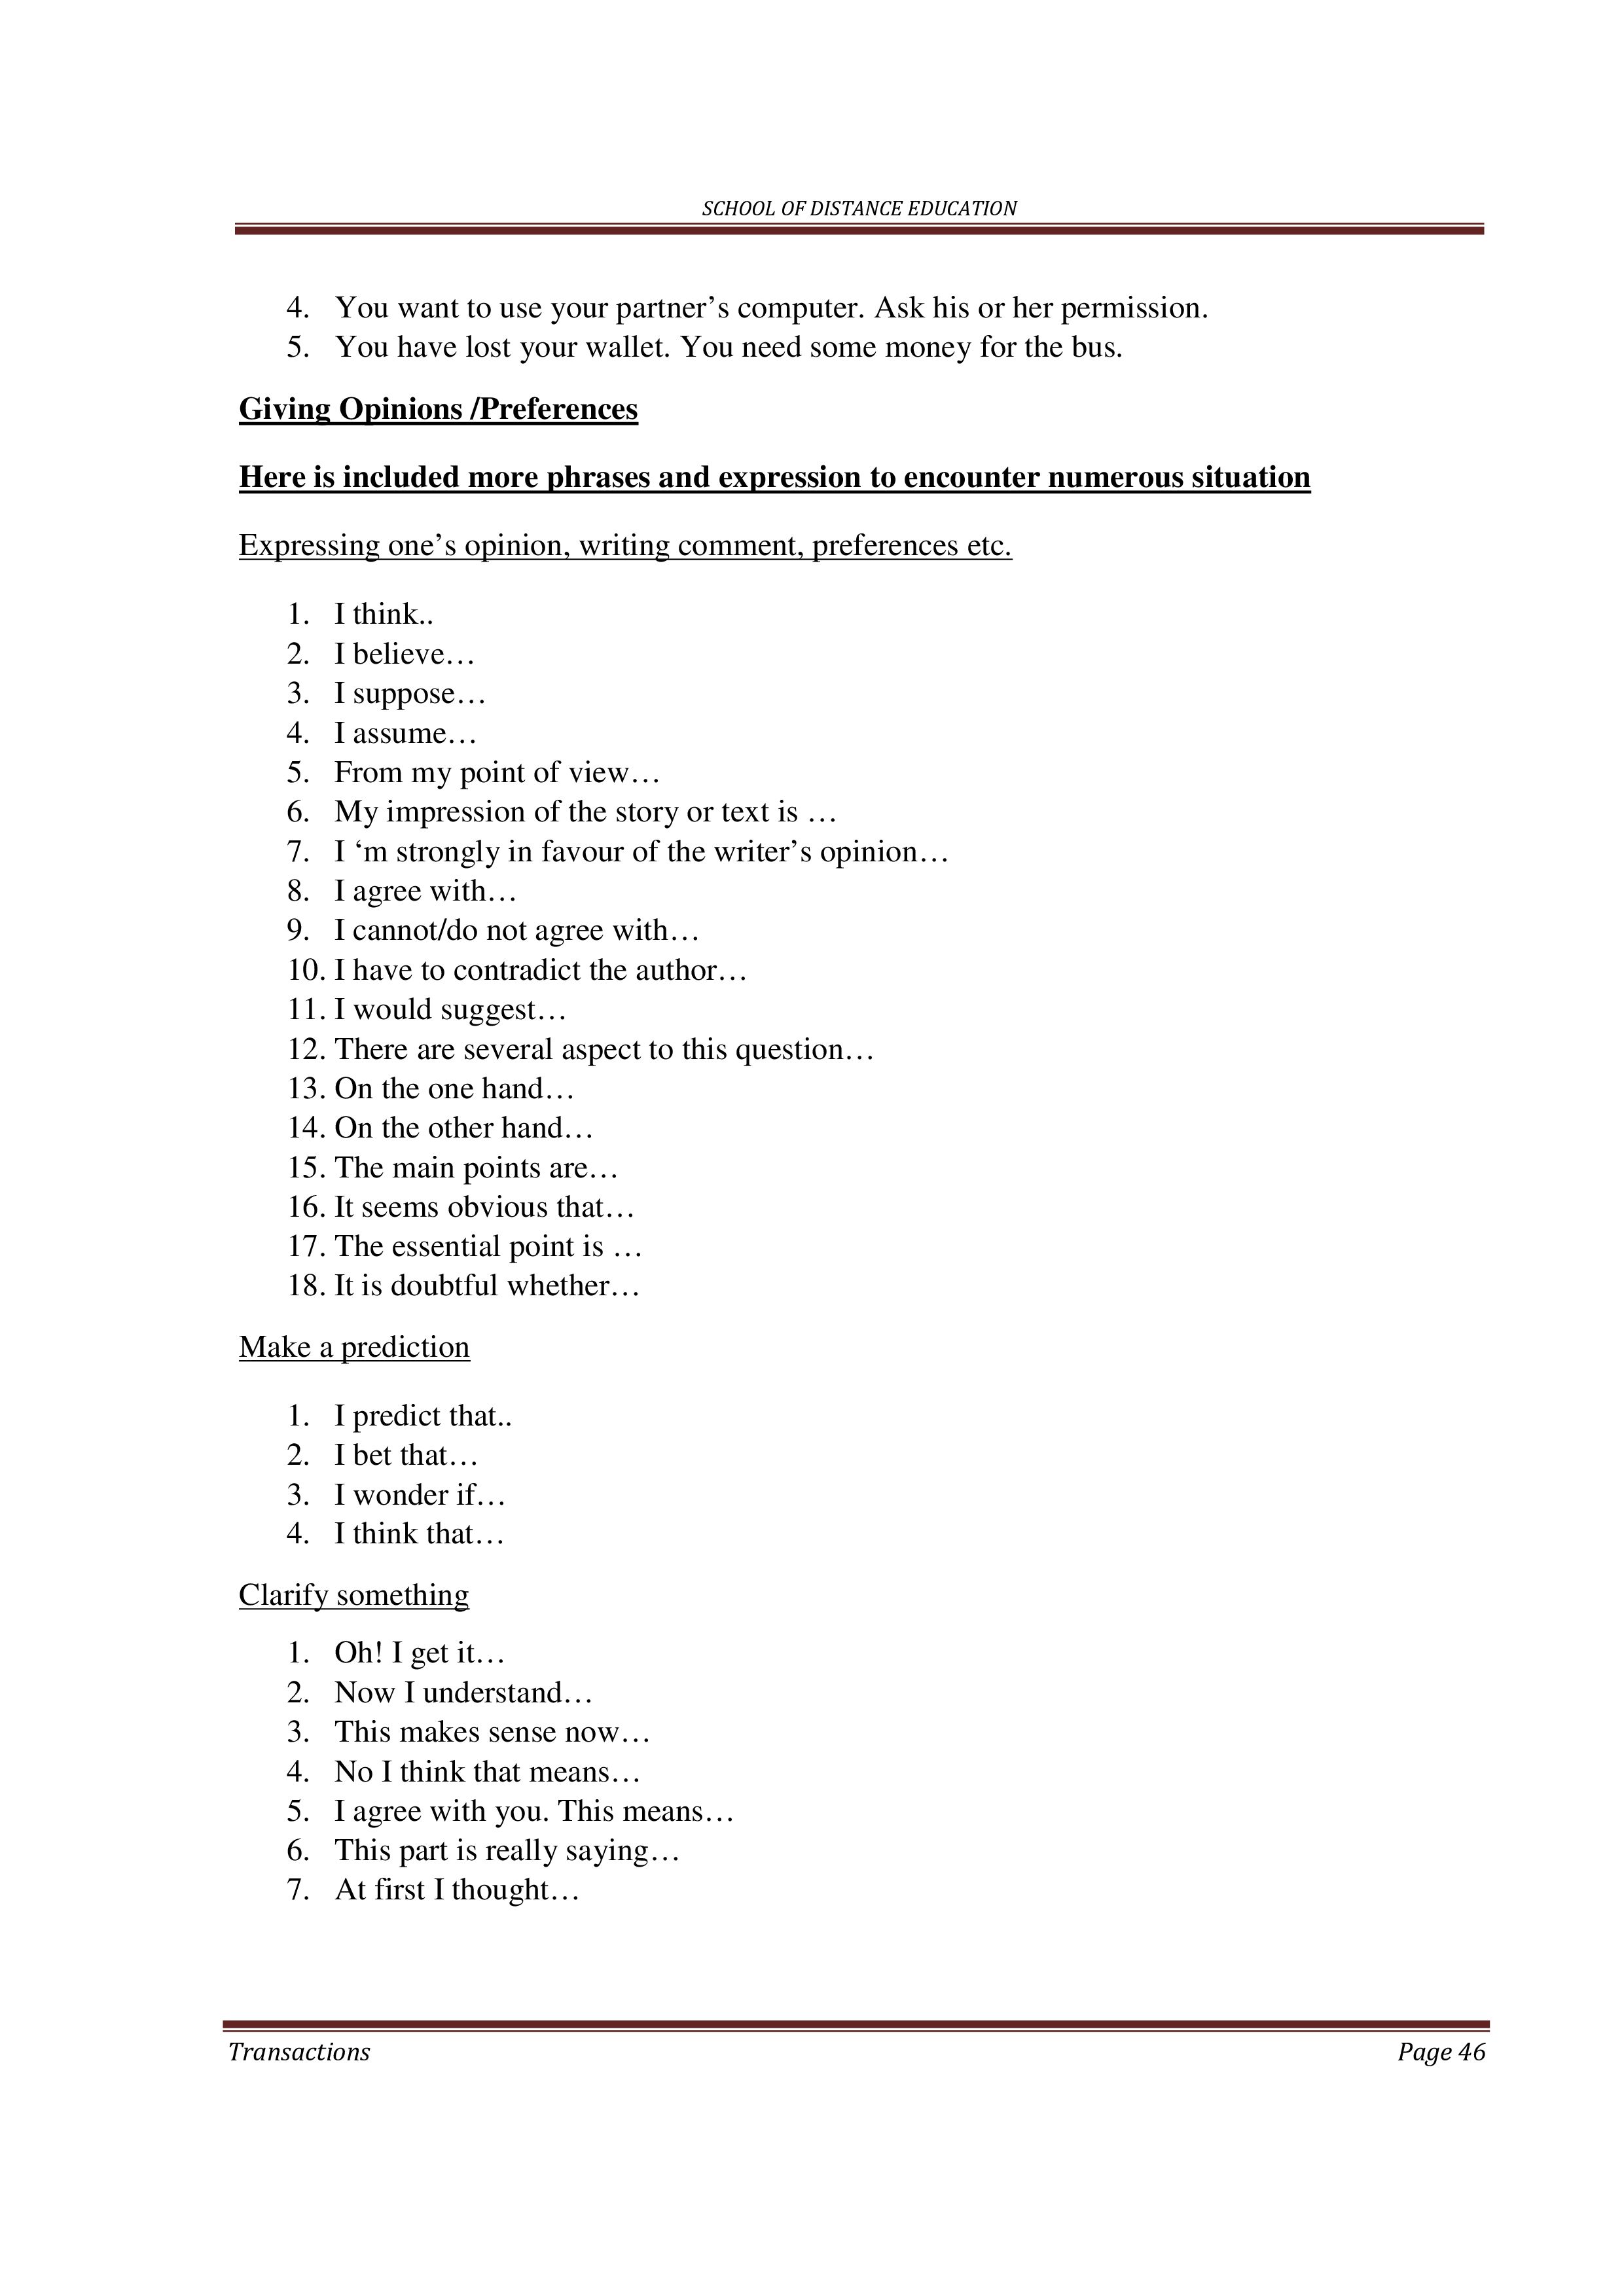 SCHOOL OF DISTANCE EDUCATION
4. You want to use your partner’s computer. Ask his or her permission.
5. You have lost your wallet. You need some money for the bus.
Giving Opinions /Preferences
Here is included more phrases and expression to encounter numerous situation
Expressing one’s opinion, writing comment, preferences etc.
1. I think..
2. I believe…
3. I suppose…
4. I assume…
5. From my point of view…
6. My impression of the story or text is …
7. I ‘m strongly in favour of the writer’s opinion…
8. I agree with…
9. I cannot/do not agree with…
10. I have to contradict the author…
11. I would suggest…
12. There are several aspect to this question…
13. On the one hand…
14. On the other hand…
15. The main points are…
16. It seems obvious that…
17. The essential point is …
18. It is doubtful whether…
Make a prediction
1. I predict that..
2. I bet that…
3. I wonder if…
4. I think that…
Clarify something
1. Oh! I get it…
2. Now I understand…
3. This makes sense now…
4. No I think that means…
5. I agree with you. This means…
6. This part is really saying…
7. At first I thought…
Transactions Page 46